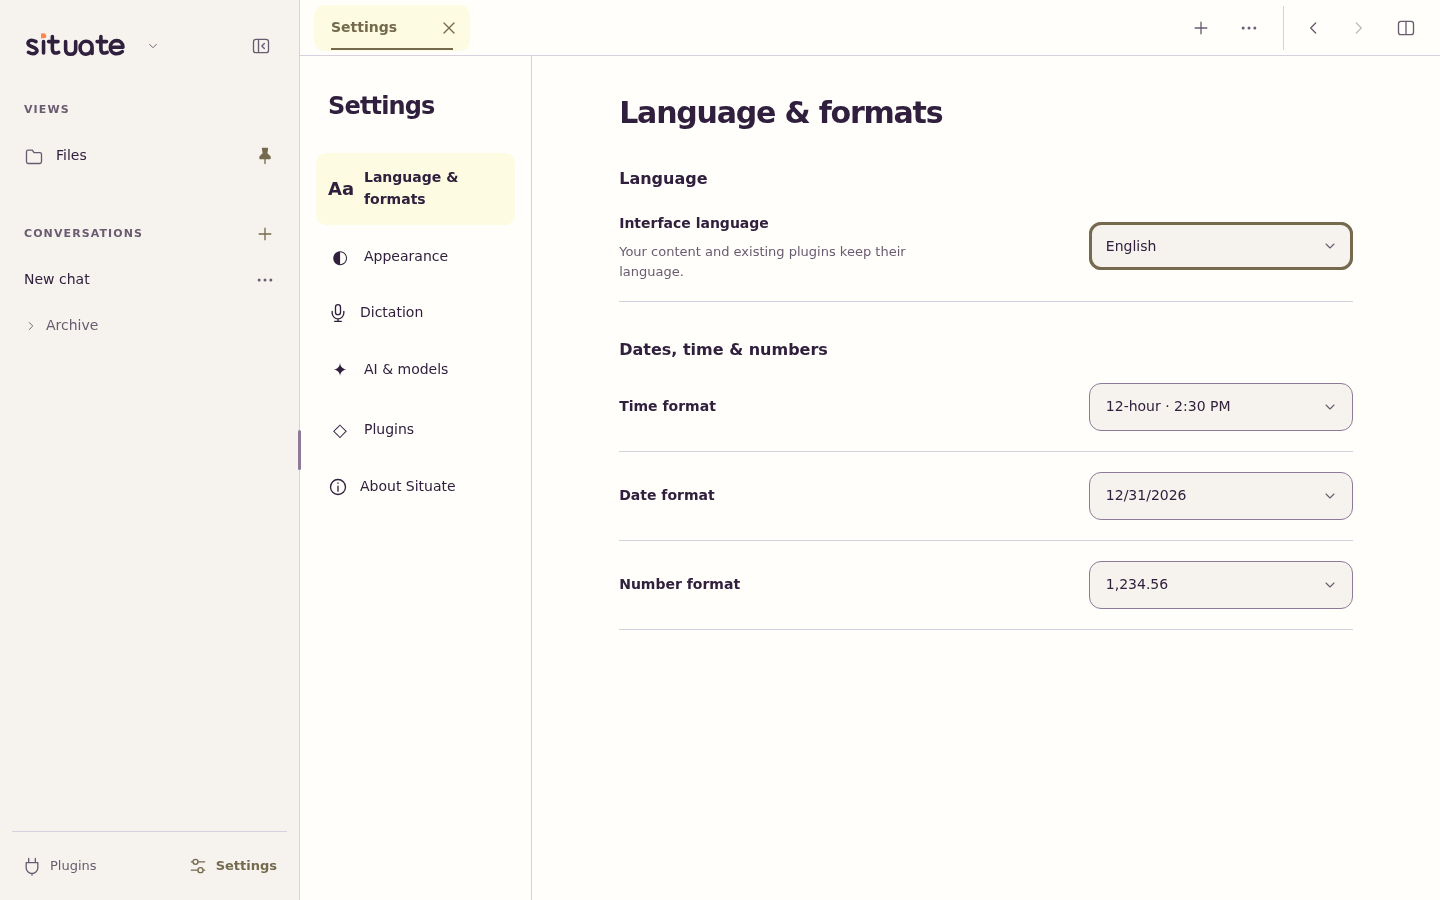 situate
VIEWS
Files
CONVERSATIONS
New chat
Archive
Plugins
Settings
Settings
Settings
Aa
Language &
formats
Appearance
Dictation
AI & models
Plugins
About Situate
Language & formats
Language
Interface language
Your content and existing plugins keep their
language.
English
Dates, time & numbers
Time format
12-hour · 2:30 PM
Date format
12/31/2026
Number format
1,234.56